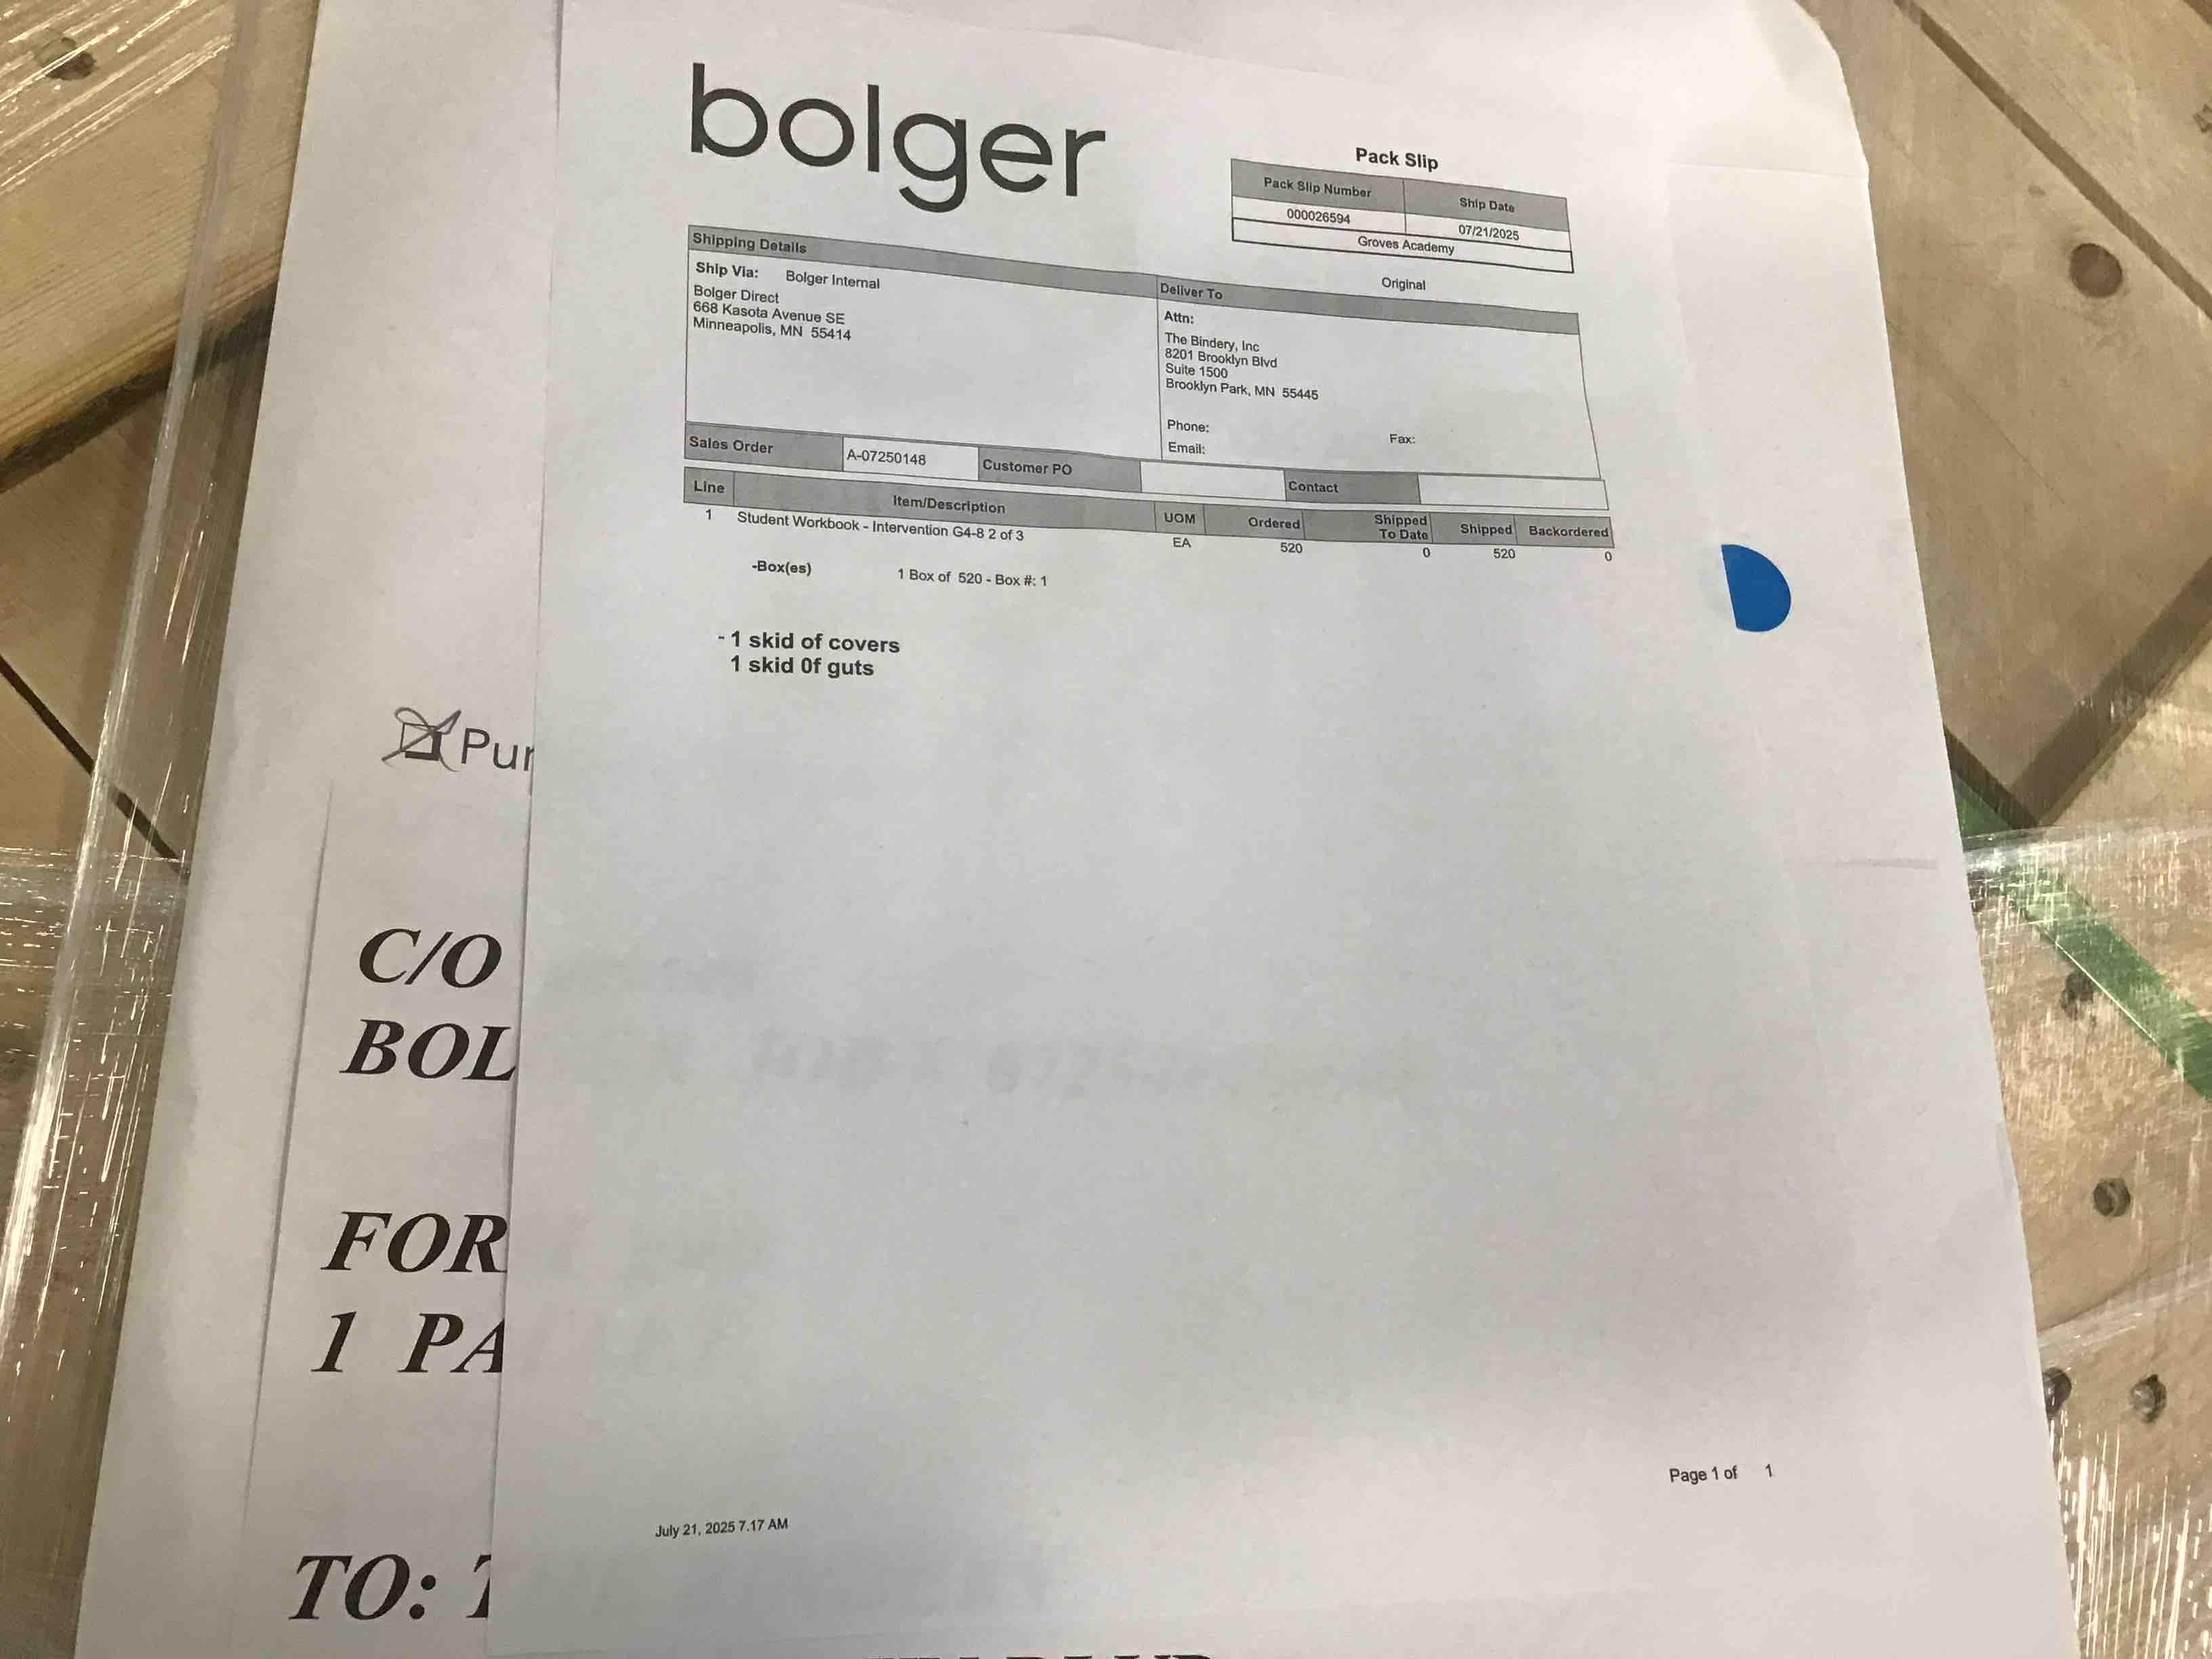 bolger
Pack Slip
Pack Slip Number Ship Date
000026594 07/21/2025
Groves Academy
Original
Shipping Details
Ship Via: Bolger Internal
Bolger Direct
668 Kasota Avenue SE
Minneapolis, MN 55414
Deliver To
Attn:
The Bindery, Inc
8201 Brooklyn Blvd
Suite 1500
Brooklyn Park, MN 55445
Phone: Fax:
Email:
Sales Order A-07250148 Customer PO Contact
Line Item/Description UOM Ordered Shipped To Date Shipped Backordered
1 Student Workbook - Intervention G4-8 2 of 3 EA 520 0 520 0
-Box(es) 1 Box of 520 - Box #: 1
- 1 skid of covers
1 skid 0f guts
Page 1 of 1
July 21, 2025 7.17 AM
Pur
C/O
BOL
FOR
1 PA
TO: